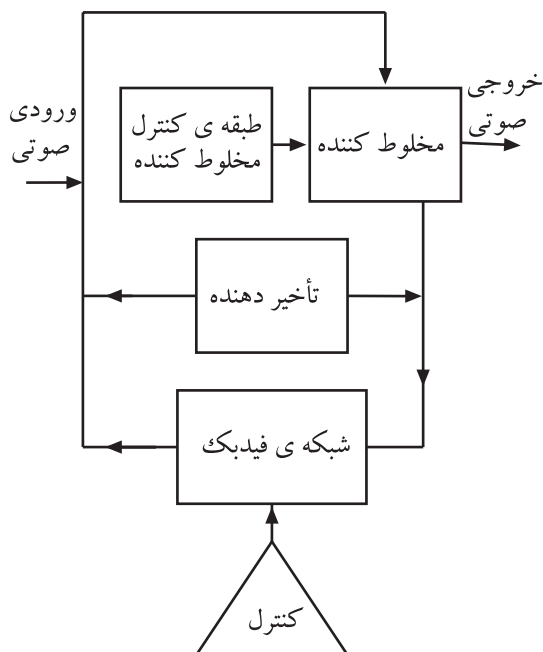 خروجی
صوتی
ورودی
صوتی
طبقه ی کنترل
مخلوط کننده
مخلوط کننده
تأخیر دهنده
شبکه ی فیدبک
کنترل